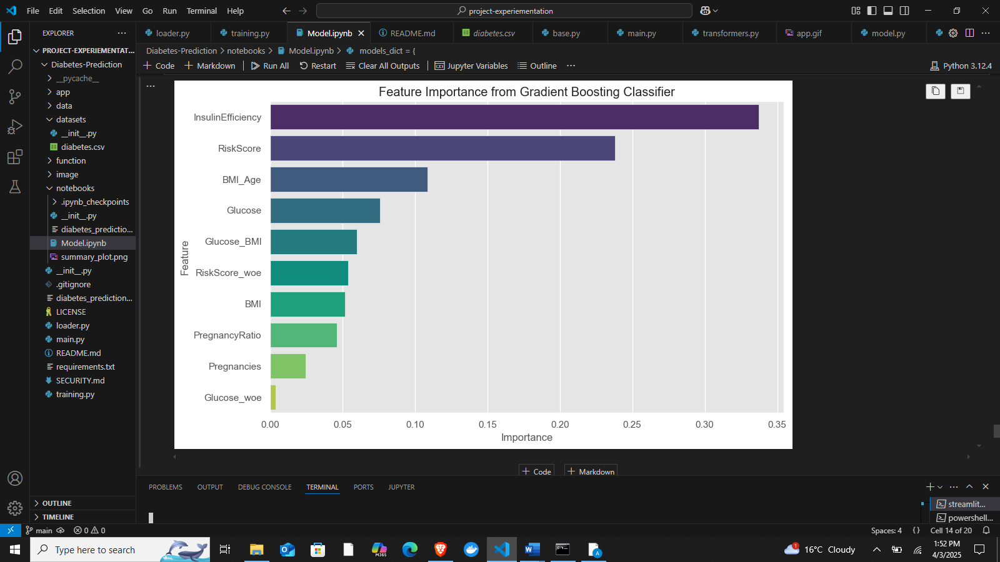 File Edit Selection View Go Run Terminal Help
project-experiementation
EXPLORER
PROJECT-EXPERIEMENTAT...
Diabetes-Prediction
__pycache__
app
data
datasets
__init__.py
diabetes.csv
function
image
notebooks
.ipynb_checkpoints
__init__.py
diabetes_predictio...
Model.ipynb
summary_plot.png
__init__.py
.gitignore
diabetes_prediction...
LICENSE
loader.py
main.py
README.md
requirements.txt
SECURITY.md
training.py
OUTLINE
TIMELINE
loader.py training.py Model.ipynb README.md diabetes.csv base.py main.py transformers.py app.gif model.py
Diabetes-Prediction > notebooks > Model.ipynb > models_dict = {
Code Markdown Run All Restart Clear All Outputs Jupyter Variables Outline Python 3.12.4
Feature Importance from Gradient Boosting Classifier
InsulinEfficiency
RiskScore
BMI_Age
Glucose
Glucose_BMI
RiskScore_woe
BMI
PregnancyRatio
Pregnancies
Glucose_woe
Feature
0.00 0.05 0.10 0.15 0.20 0.25 0.30 0.35
Importance
Code Markdown
PROBLEMS OUTPUT DEBUG CONSOLE TERMINAL PORTS JUPYTER
streamlit...
powershell...
main 0 0 Spaces: 4 {} Cell 14 of 20
Type here to search
M365
A
1
16°C Cloudy
1:52 PM
4/3/2025